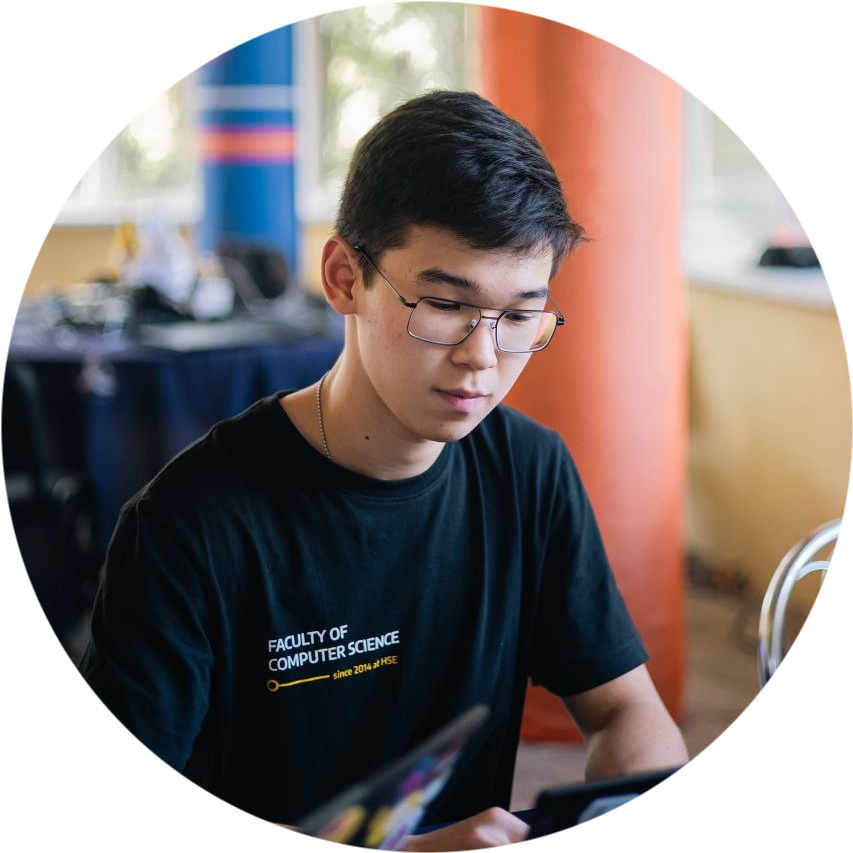 FACULTY OF
COMPUTER SCIENCE
since 2014 at HSE